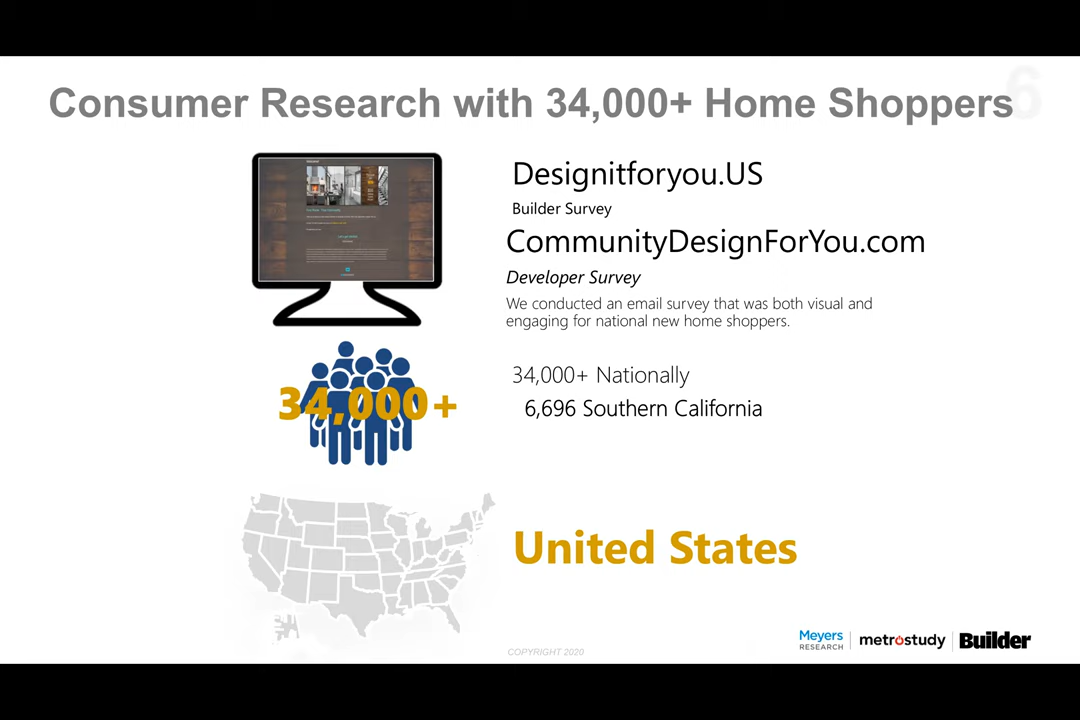 Consumer Research with 34,000+ Home Shoppers
6
Designitforyou.US
Builder Survey
CommunityDesignForYou.com
Developer Survey
We conducted an email survey that was both visual and
engaging for national new home shoppers.
34,000+
34,000+ Nationally
6,696 Southern California
United States
Meyers
RESEARCH
metrostudy
Builder
COPYRIGHT 2020